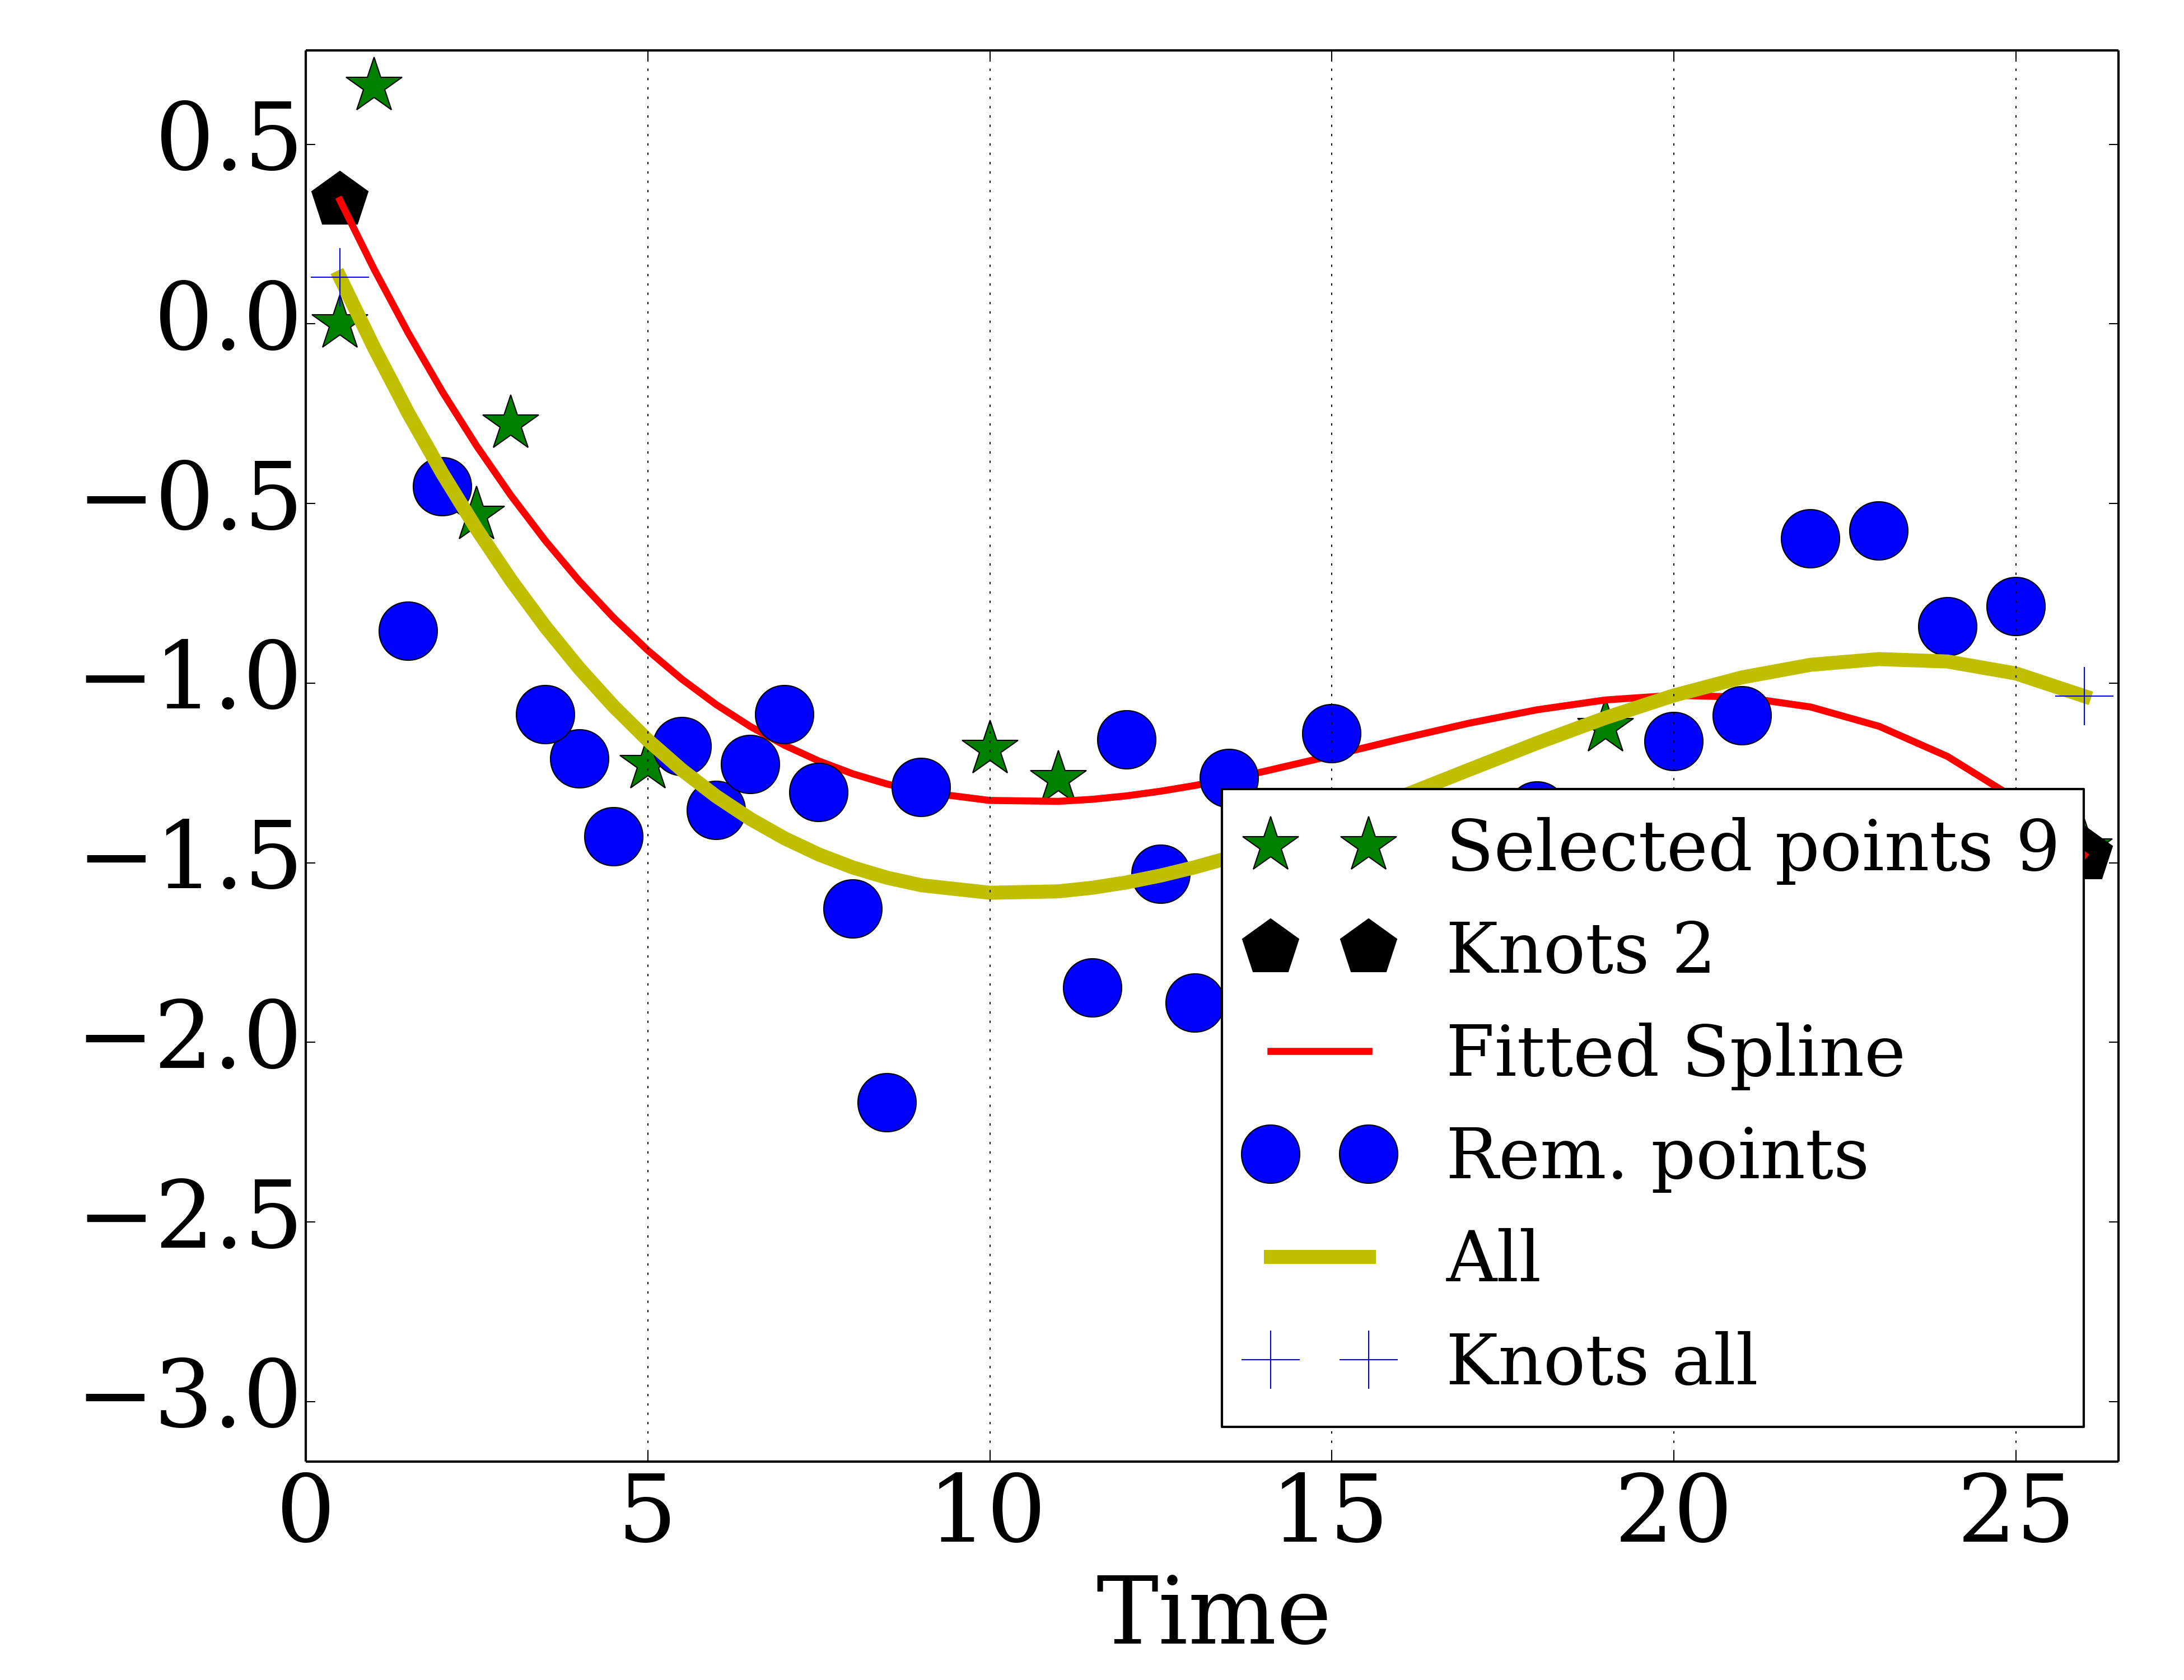 0.5
0.0
−0.5
−1.0
−1.5
−2.0
−2.5
−3.0
Selected points 9
Knots 2
Fitted Spline
Rem. points
All
Knots all
0 5 10 15 20 25
Time